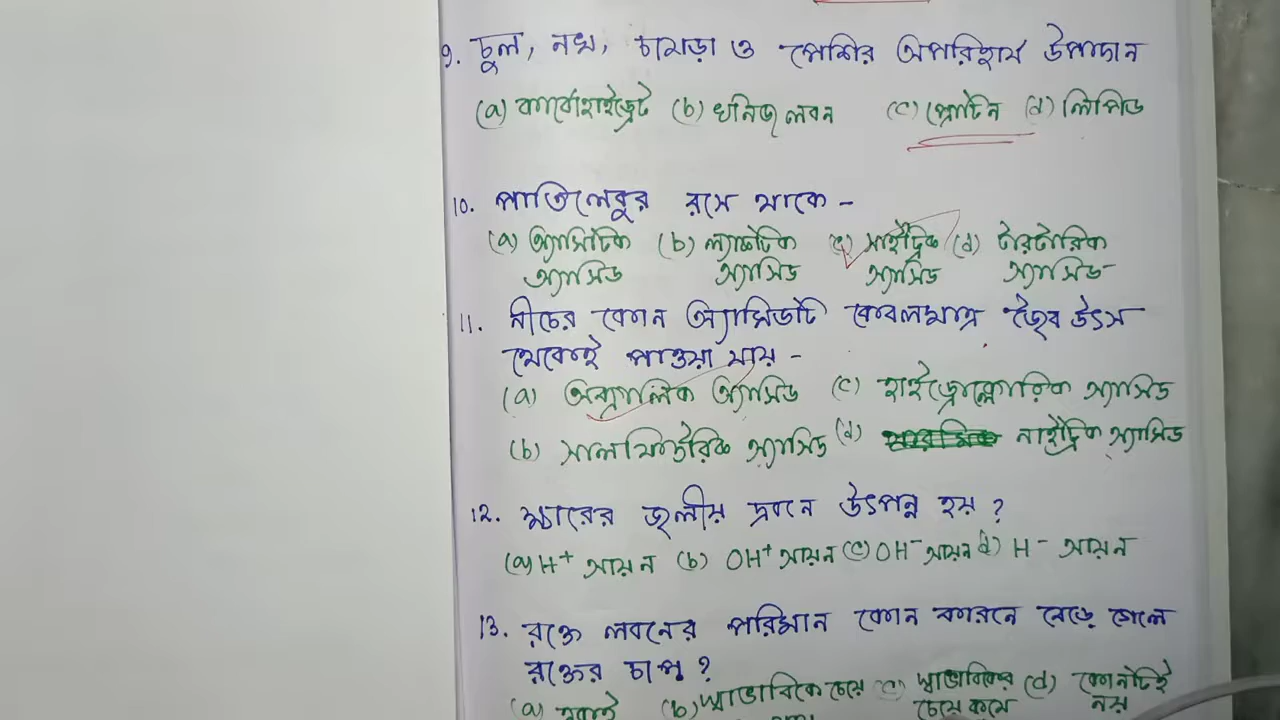 9. চুল, নখ, চামড়া ও পেশির অপরিহার্য উপাদান
(a) কার্বোহাইড্রেট (b) খনিজ লবন (c) প্রোটিন (d) লিপিড
10. পাতিলেবুর রসে থাকে -
(a) অ্যাসিটিক (b) ল্যাকটিক (c) সাইট্রিক (d) টারটারিক
অ্যাসিড অ্যাসিড অ্যাসিড অ্যাসিড
11. নীচের কোন অ্যাসিডটি কেবলমাত্র জৈব উৎস
থেকেই পাওয়া যায় -
(a) অক্সালিক অ্যাসিড (c) হাইড্রোক্লোরিক অ্যাসিড
(b) সালফিউরিক অ্যাসিড (d) নাইট্রিক অ্যাসিড
12. ক্ষারের জলীয় দ্রবনে উৎপন্ন হয় ?
(a) H+ আয়ন (b) OH+ আয়ন (c) OH- আয়ন (d) H- আয়ন
13. রক্তে লবনের পরিমান কোন কারনে বেড়ে গেলে
রক্তের চাপ ?
(a) একই (b) স্বাভাবিকের চেয়ে (c) স্বাভাবিকের (d) কোনটিই
চেয়ে কমে নয়